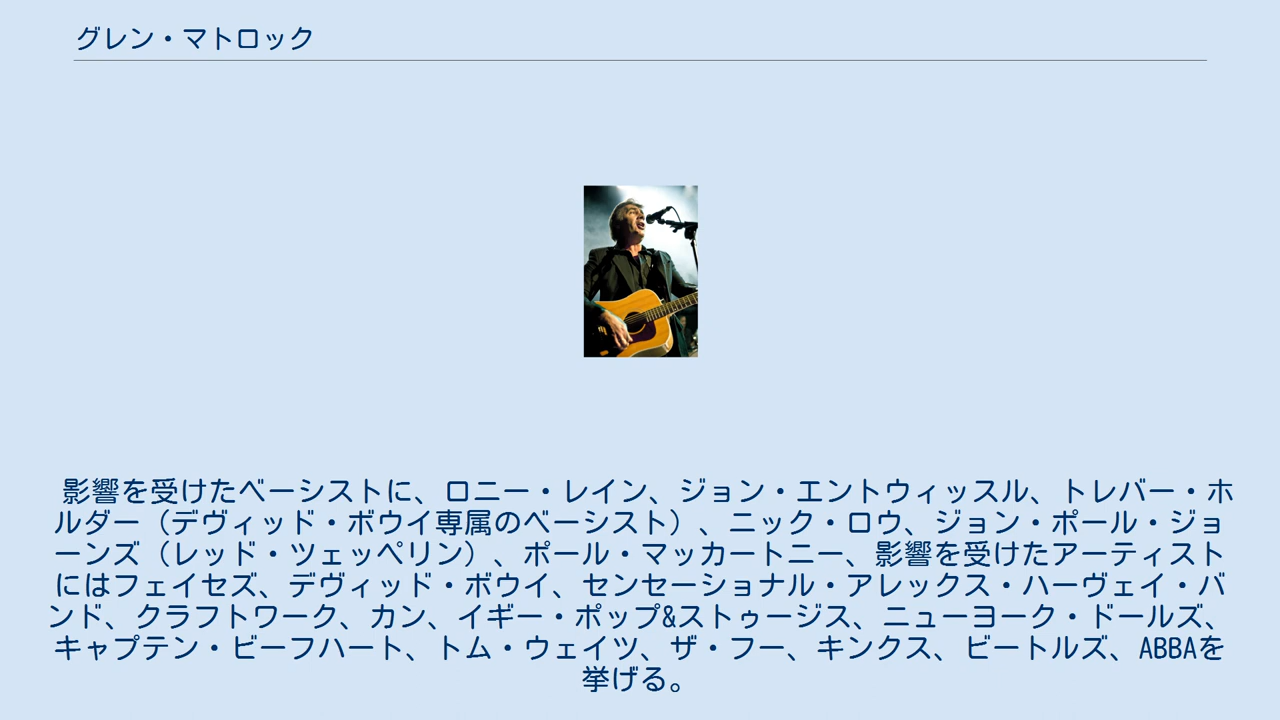 グレン・マトロック
影響を受けたベーシストに、ロニー・レイン、ジョン・エントウィッスル、トレバー・ホ
ルダー（デヴィッド・ボウイ専属のベーシスト）、ニック・ロウ、ジョン・ポール・ジョ
ーンズ（レッド・ツェッペリン）、ポール・マッカートニー、影響を受けたアーティスト
にはフェイセズ、デヴィッド・ボウイ、センセーショナル・アレックス・ハーヴェイ・バ
ンド、クラフトワーク、カン、イギー・ポップ&ストゥージス、ニューヨーク・ドールズ、
キャプテン・ビーフハート、トム・ウェイツ、ザ・フー、キンクス、ビートルズ、ABBAを
挙げる。